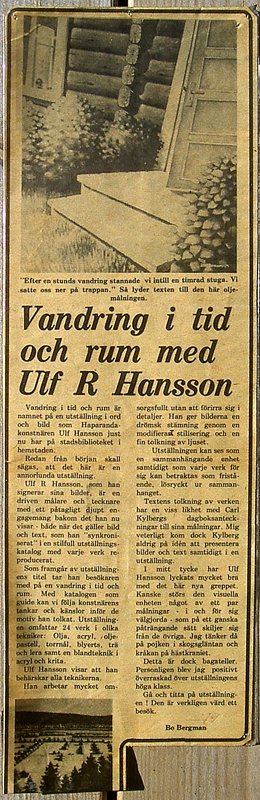 "Efter en stunds vandring stannade vi intill en timrad stuga. Vi
satte oss ner på trappan." Så lyder texten till den här olje-
målningen.
Vandring i tid
och rum med
Ulf R Hansson
Vandring i tid och rum är
namnet på en utställning i ord
och bild som Haparanda-
konstnären Ulf Hansson just
nu har på stadsbiblioteket i
hemstaden.
Redan från början skall
sägas, att det här är en
annorlunda utställning.
Ulf R Hansson, som han
signerar sina bilder, är en
driven målare och tecknare
med ett påtagligt djupt en-
gagemang bakom det han nu
visar - både när det gäller bild
och text, som han "synkroni-
serat" i en stilfull utställnings-
katalog med varje verk re-
producerat.
Som framgår av utställning-
ens titel tar han besökaren
med på en vandring i tid och
rum. Med katalogen som
guide kan vi följa konstnärens
tankar och känslor inför de
motiv han tolkat. Utställning-
en omfattar 24 verk i olika
tekniker: Olja, acryl, olje-
pastell, torrnål, blyerts, trä
och lera samt en blandteknik i
acryl och krita.
Ulf Hansson visar att han
behärskar alla teknikerna.
Han arbetar mycket om-
sorgsfullt utan att förirra sig i
detaljer. Han ger bilderna en
drömsk stämning genom en
modifierad stilisering och en
fin tolkning av ljuset.
Utställningen kan ses som
en sammanhängande enhet
samtidigt som varje verk för
sig kan betraktas som fristå-
ende, lösryckt ur samman-
hanget.
Textens tolkning av verken
har en viss likhet med Carl
Kylbergs dagboksanteck-
ningar till sina målningar. Mig
veterligt kom dock Kylberg
aldrig på idén att presentera
bilder och text samtidigt i en
utställning.
I mitt tycke har Ulf
Hansson lyckats mycket bra
med det här nya greppet.
Kanske störs den visuella
enheten något av ett par
målningar - i och för sig
välgjorda - som på ett ganska
påträngande sätt skiljer sig
från de övriga. Jag tänker då
på pojken i skogsgläntan och
kråkan på hästkraniet.
Detta är dock bagateller.
Personligen blev jag positivt
överraskad över utställningens
höga klass.
Gå och titta på utställning-
en! Den är verkligen värd ett
besök.
Bo Bergman